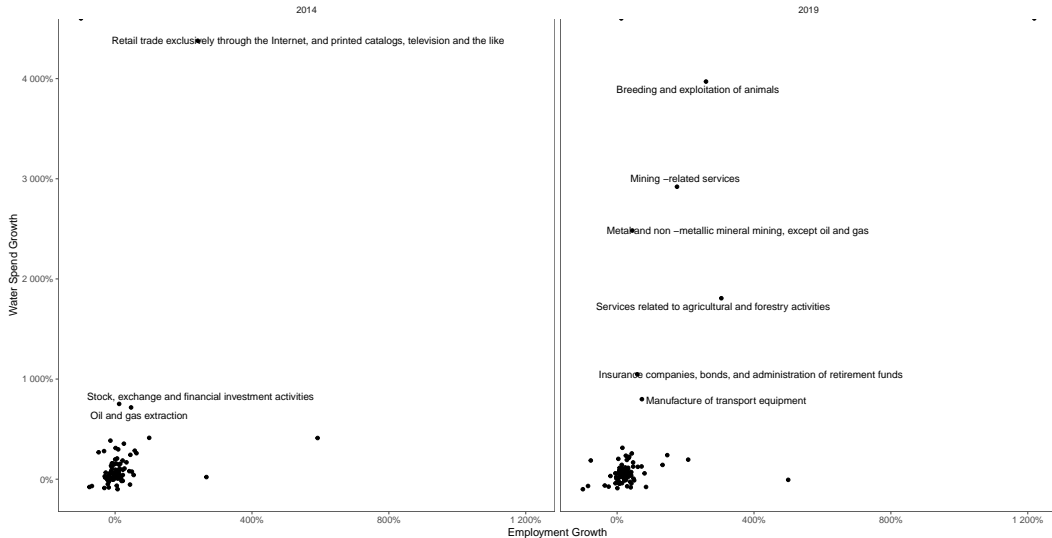 2014
2019
Retail trade exclusively through the Internet, and printed catalogs, television and the like
4 000%
Breeding and exploitation of animals
3 000%
Mining −related services
Metal and non −metallic mineral mining, except oil and gas
Water Spend Growth
2 000%
Services related to agricultural and forestry activities
1 000%
Insurance companies, bonds, and administration of retirement funds
Stock, exchange and financial investment activities
Manufacture of transport equipment
Oil and gas extraction
0%
0%
400%
800%
1 200%
0%
400%
800%
1 200%
Employment Growth